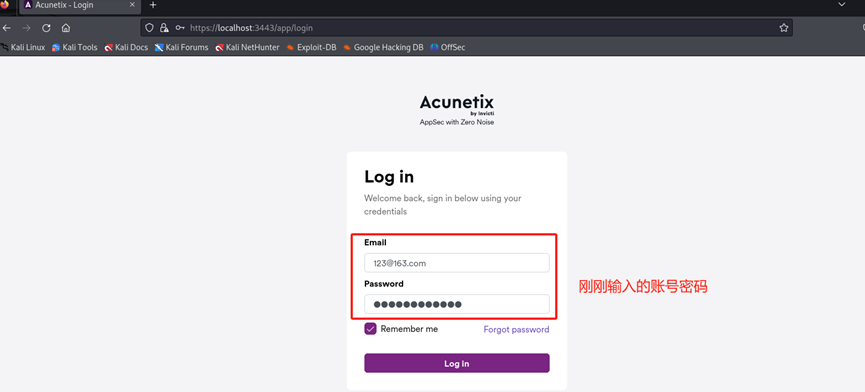 Acunetix - Login
https://localhost:3443/app/login
Kali Linux Kali Tools Kali Docs Kali Forums Kali NetHunter Exploit-DB Google Hacking DB OffSec
Acunetix
by Invicti
AppSec with Zero Noise
Log in
Welcome back, sign in below using your
credentials
Email
123@163.com
刚刚输入的账号密码
Password
Remember me Forgot password
Log in